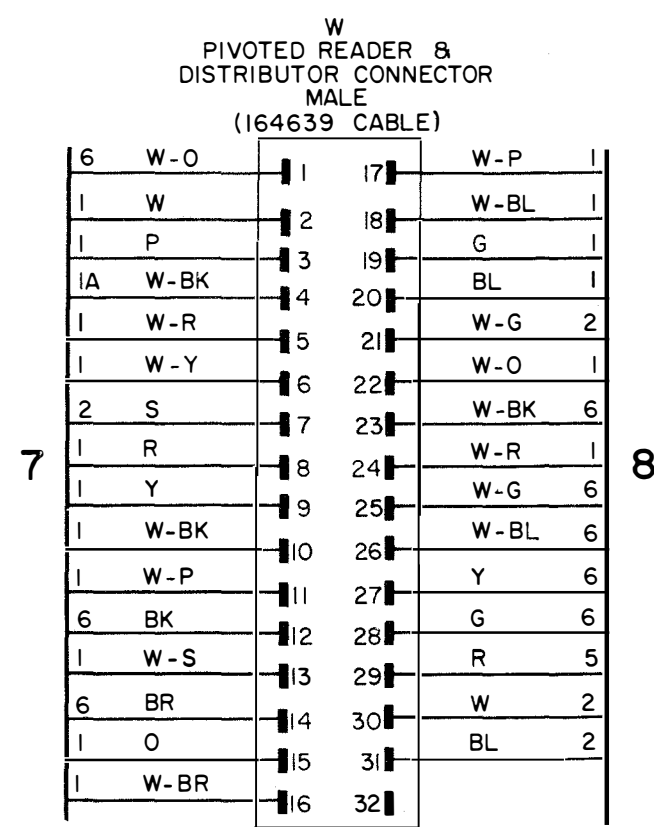 W
PIVOTED READER &
DISTRIBUTOR CONNECTOR
MALE
(164639 CABLE)
6 W-O 1 17 W-P 1
1 W 2 18 W-BL 1
1 P 3 19 G 1
1A W-BK 4 20 BL 1
1 W-R 5 21 W-G 2
1 W-Y 6 22 W-O 1
2 S 7 23 W-BK 6
7 1 R 8 24 W-R 1 8
1 Y 9 25 W-G 6
1 W-BK 10 26 W-BL 6
1 W-P 11 27 Y 6
6 BK 12 28 G 6
1 W-S 13 29 R 5
6 BR 14 30 W 2
1 O 15 31 BL 2
1 W-BR 16 32